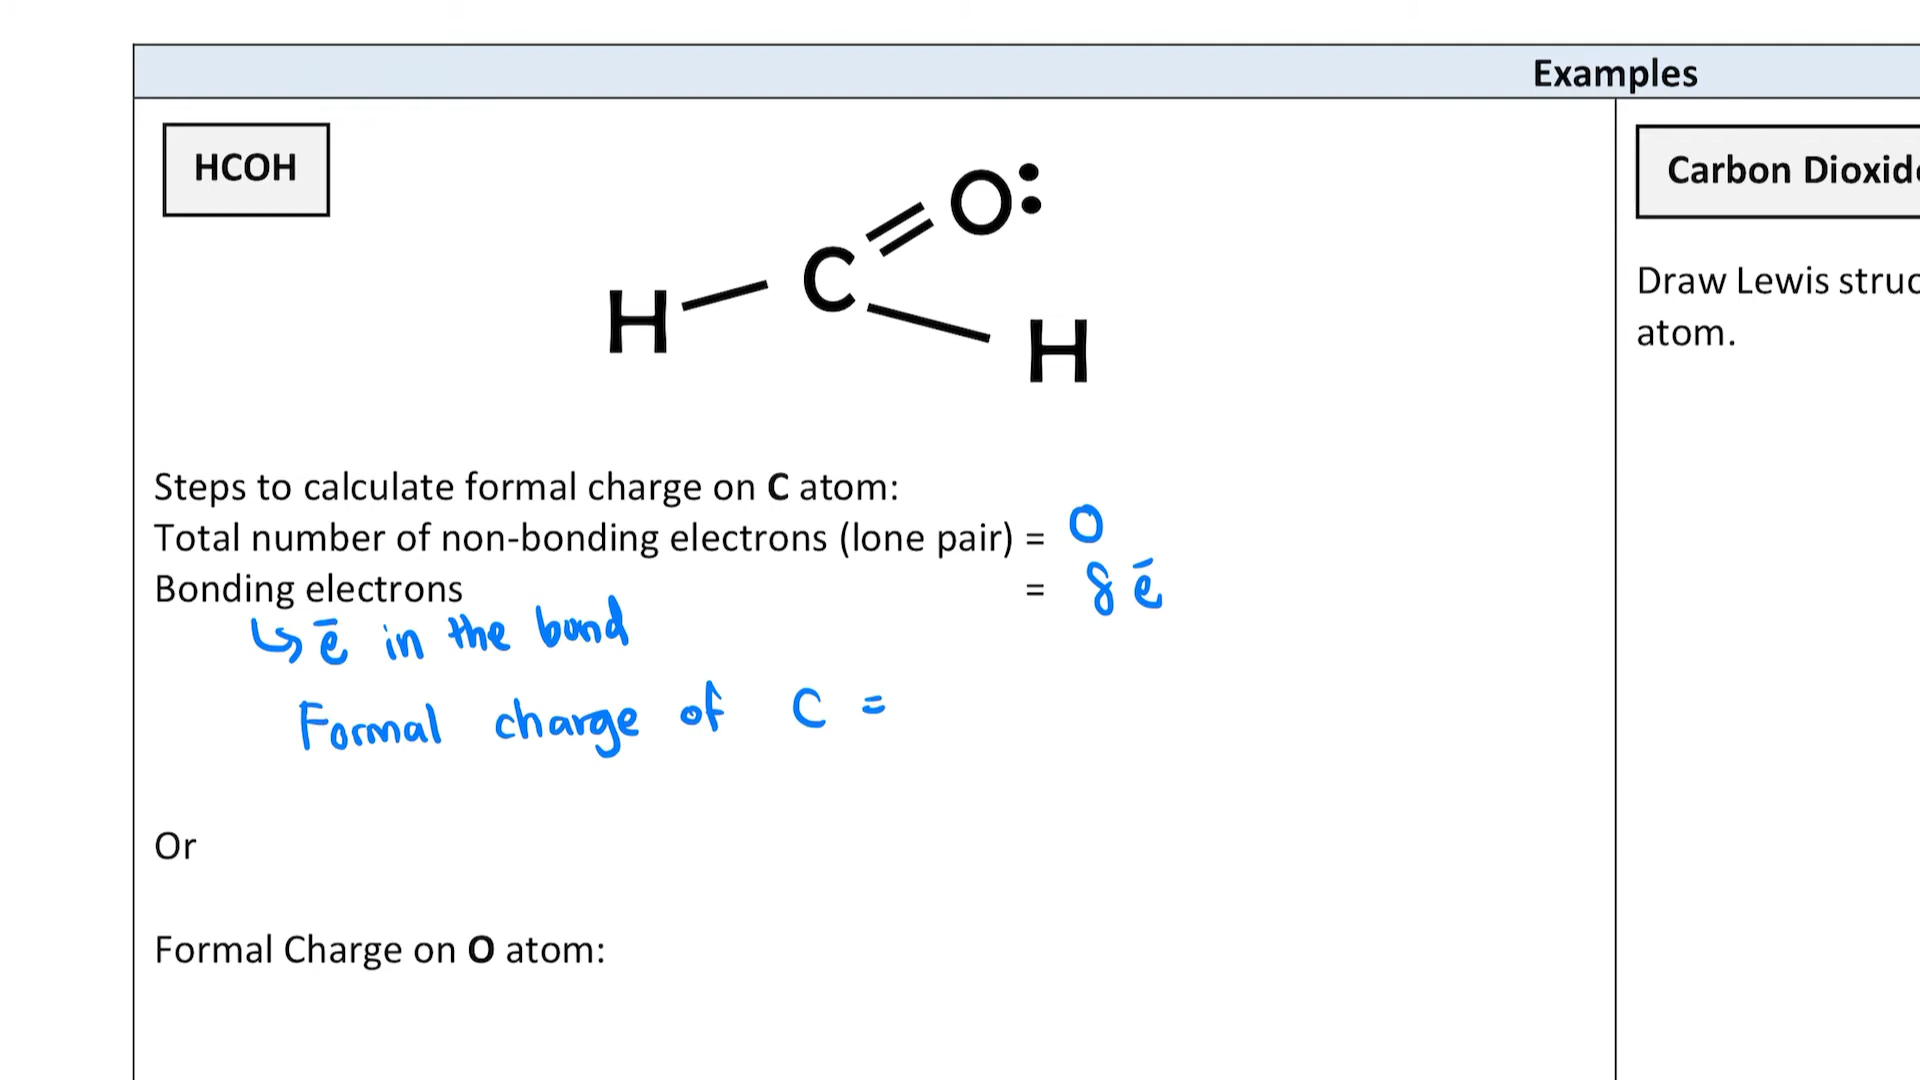 Examples
HCOH
O:
C
H
H
Steps to calculate formal charge on C atom:
Total number of non-bonding electrons (lone pair) = 0
Bonding electrons = 8 ē
↳ ē in the bond
Formal charge of C =
Or
Formal Charge on O atom:
Carbon Dioxide
Draw Lewis struc
atom.